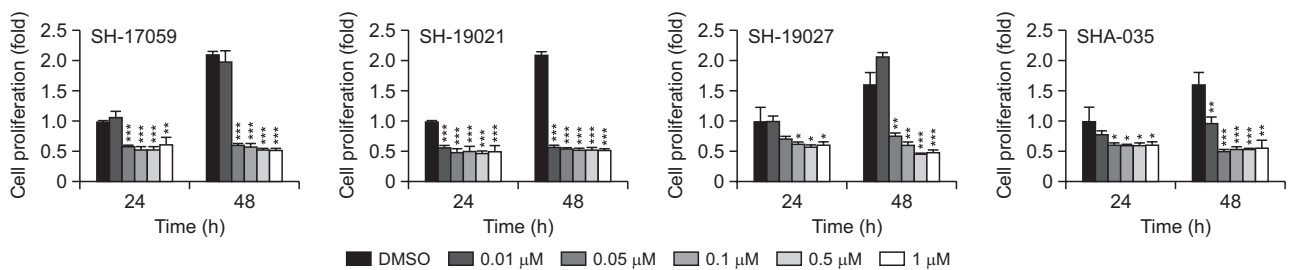 SH-17059
Cell proliferation (fold)
2.5
2.0
1.5
1.0
0.5
0
*** *** *** ** *** *** *** ***
24 48
Time (h)
SH-19021
Cell proliferation (fold)
2.5
2.0
1.5
1.0
0.5
0
*** *** *** *** *** *** *** *** *** ***
24 48
Time (h)
SH-19027
Cell proliferation (fold)
2.5
2.0
1.5
1.0
0.5
0
* * * ** ** *** ***
24 48
Time (h)
SHA-035
Cell proliferation (fold)
2.5
2.0
1.5
1.0
0.5
0
* * * * ** *** *** *** **
24 48
Time (h)
DMSO 0.01 μM 0.05 μM 0.1 μM 0.5 μM 1 μM